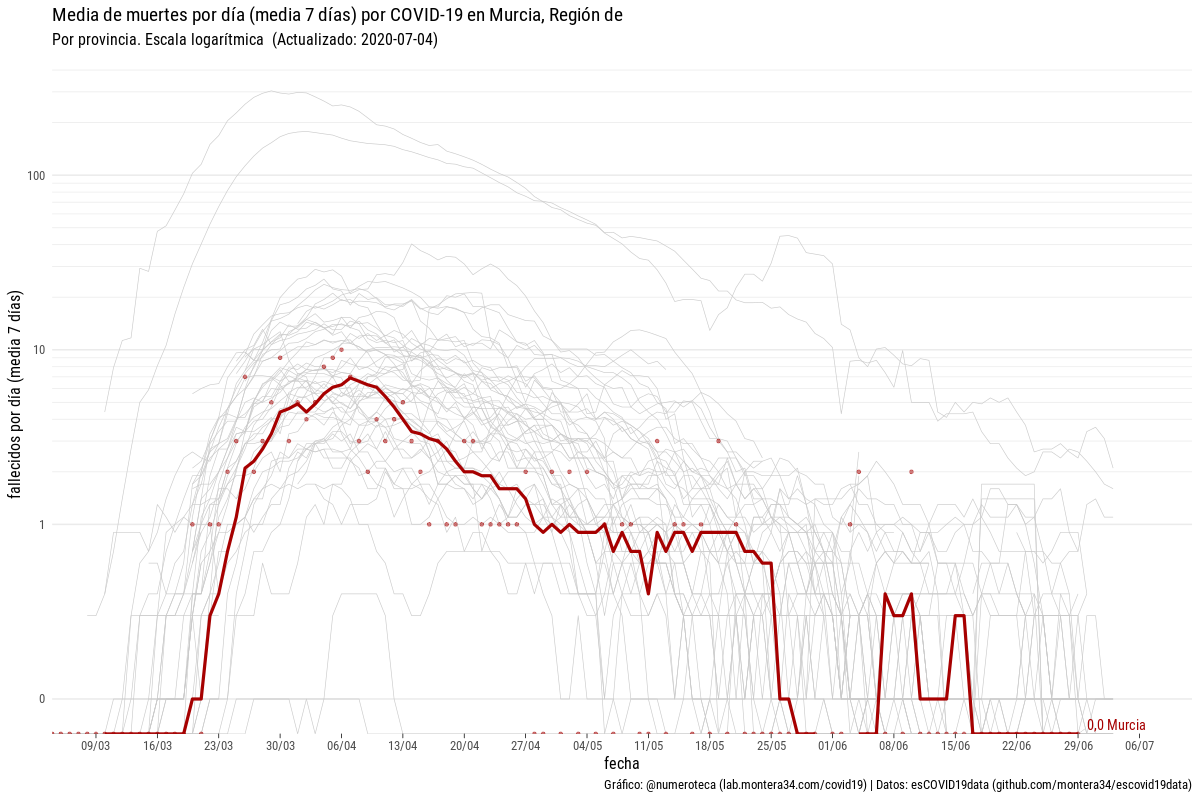 Media de muertes por día (media 7 días) por COVID-19 en Murcia, Región de
Por provincia. Escala logarítmica (Actualizado: 2020-07-04)
fallecidos por día (media 7 días)
100
10
1
0
0,0 Murcia
09/03 16/03 23/03 30/03 06/04 13/04 20/04 27/04 04/05 11/05 18/05 25/05 01/06 08/06 15/06 22/06 29/06 06/07
fecha
Gráfico: @numeroteca (lab.montera34.com/covid19) | Datos: esCOVID19data (github.com/montera34/escovid19data)